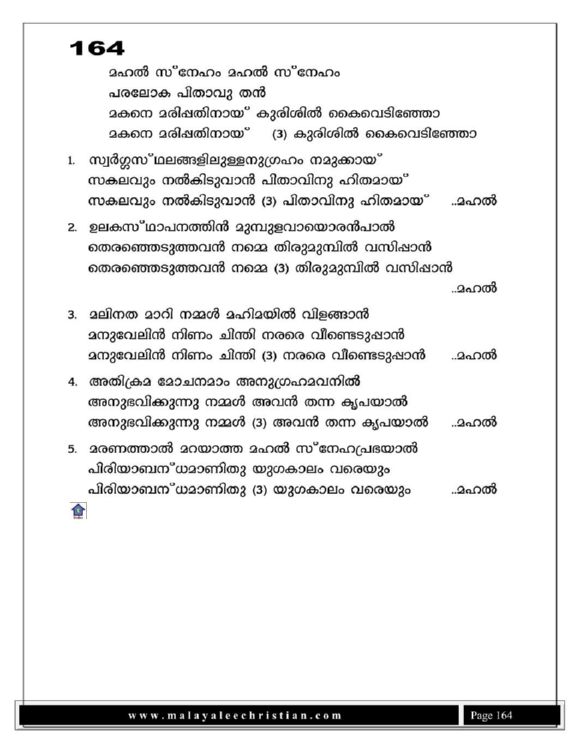 164
മഹൽ സ്നേഹം മഹൽ സ്നേഹം
പരലോക പിതാവു തൻ
മകനെ മരിപ്പതിനായ് കുരിശിൽ കൈവെടിഞ്ഞോ
മകനെ മരിപ്പതിനായ് (3) കുരിശിൽ കൈവെടിഞ്ഞോ
1. സ്വർഗ്ഗസ്ഥലങ്ങളിലുള്ളനുഗ്രഹം നമുക്കായ്
സകലവും നൽകിടുവാൻ പിതാവിനു ഹിതമായ്
സകലവും നൽകിടുവാൻ (3) പിതാവിനു ഹിതമായ് ..മഹൽ
2. ഉലകസ്ഥാപനത്തിൻ മുമ്പുളവായൊരൻപാൽ
തെരഞ്ഞെടുത്തവൻ നമ്മെ തിരുമുമ്പിൽ വസിപ്പാൻ
തെരഞ്ഞെടുത്തവൻ നമ്മെ (3) തിരുമുമ്പിൽ വസിപ്പാൻ
..മഹൽ
3. മലിനത മാറി നമ്മൾ മഹിമയിൽ വിളങ്ങാൻ
മനുവേലിൻ നിണം ചിന്തി നരരെ വീണ്ടെടുപ്പാൻ
മനുവേലിൻ നിണം ചിന്തി (3) നരരെ വീണ്ടെടുപ്പാൻ ..മഹൽ
4. അതിക്രമ മോചനമാം അനുഗ്രഹമവനിൽ
അനുഭവിക്കുന്നു നമ്മൾ അവൻ തന്ന കൃപയാൽ
അനുഭവിക്കുന്നു നമ്മൾ (3) അവൻ തന്ന കൃപയാൽ ..മഹൽ
5. മരണത്താൽ മറയാത്ത മഹൽ സ്നേഹപ്രഭയാൽ
പിരിയാബന്ധമാണിതു യുഗകാലം വരെയും
പിരിയാബന്ധമാണിതു (3) യുഗകാലം വരെയും ..മഹൽ
www.malayaleechristian.com Page 164